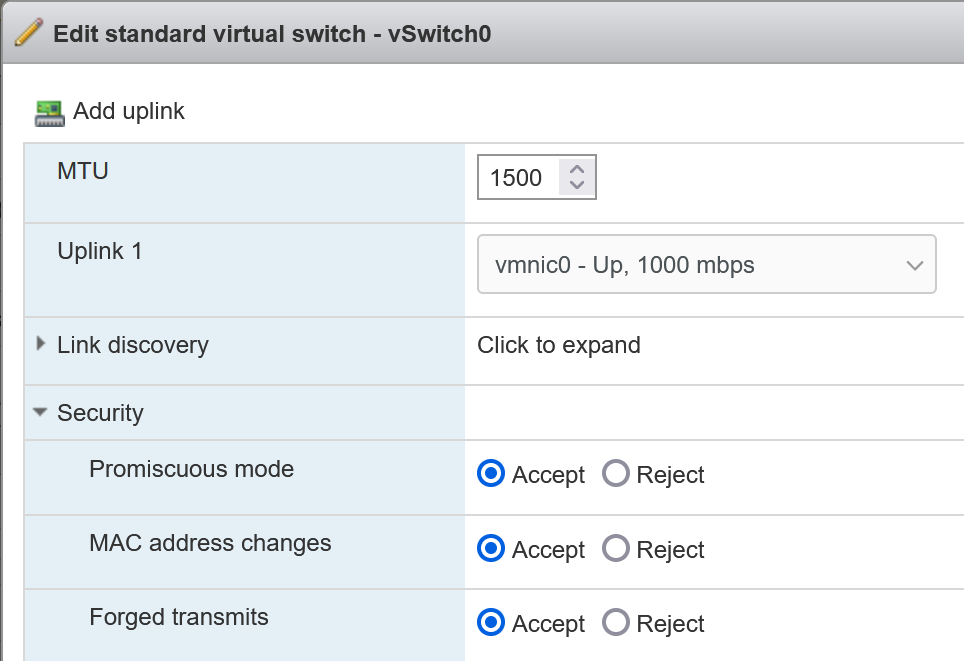 Edit standard virtual switch - vSwitch0
Add uplink
MTU 1500
Uplink 1 vmnic0 - Up, 1000 mbps
Link discovery Click to expand
Security
Promiscuous mode Accept Reject
MAC address changes Accept Reject
Forged transmits Accept Reject